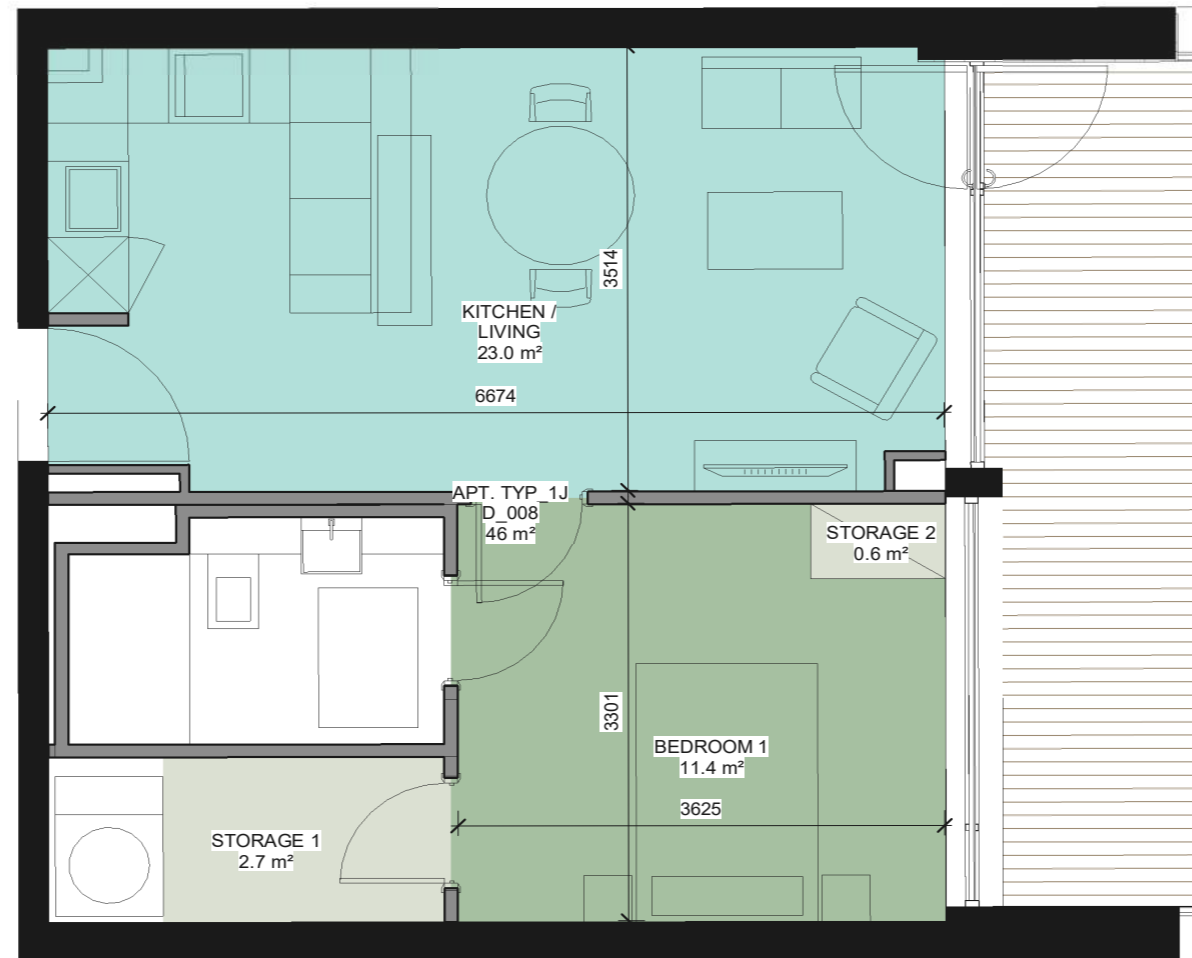 3514
KITCHEN /
LIVING
23.0 m²
6674
APT. TYP_1J
D_008
46 m²
STORAGE 2
0.6 m²
3301
BEDROOM 1
11.4 m²
3625
STORAGE 1
2.7 m²